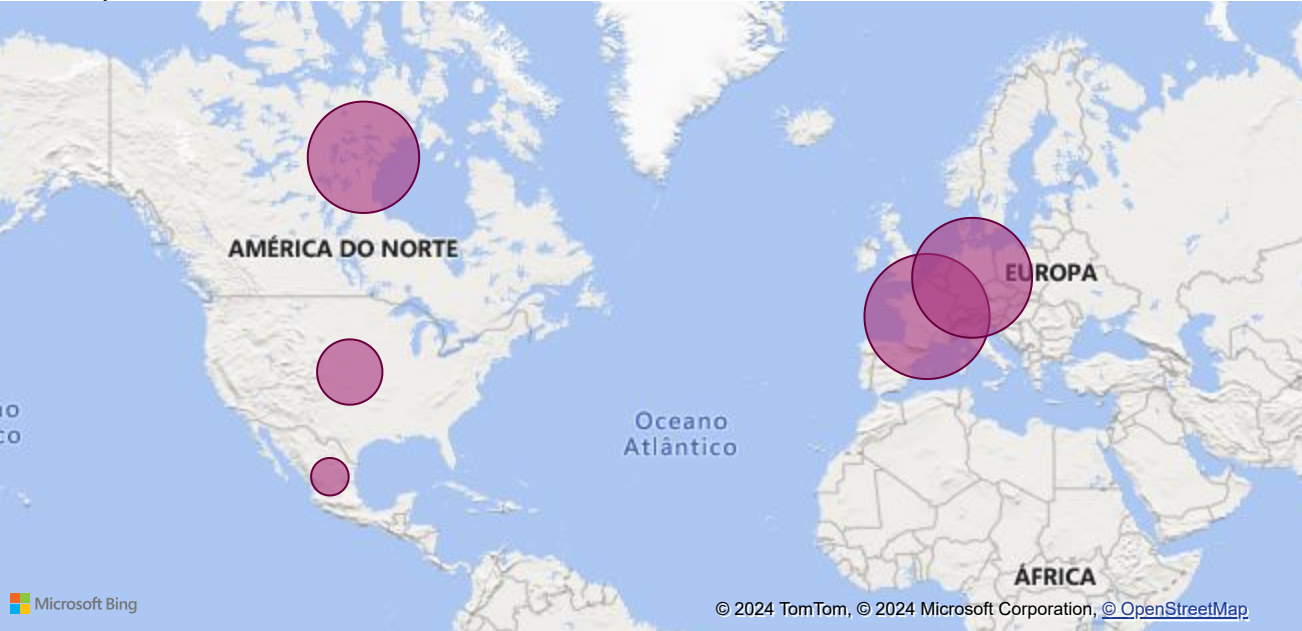 AMÉRICA DO NORTE
EUROPA
Oceano
Atlântico
ÁFRICA
Microsoft Bing
© 2024 TomTom, © 2024 Microsoft Corporation, © OpenStreetMap